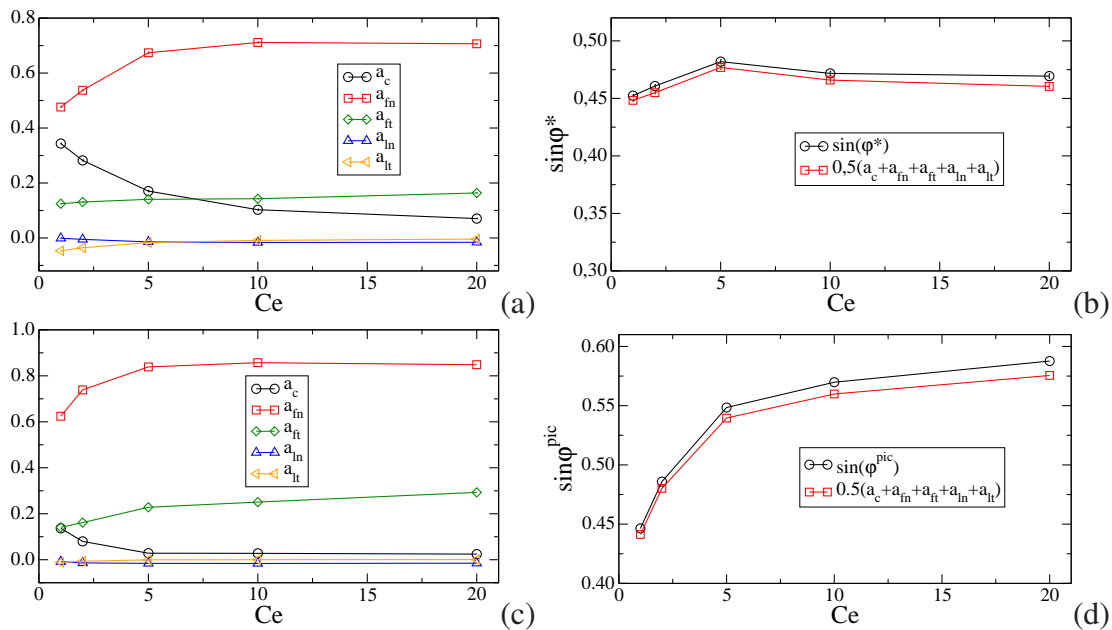 0.8
0.6
0.4
0.2
0.0
0
5
10
15
20
Ce
a_c
a_fn
a_ft
a_ln
a_lt
(a)
0,50
0,45
0,40
0,35
0,30
sinφ*
0
5
10
15
20
Ce
sin(φ*)
0,5(a_c+a_fn+a_ft+a_ln+a_lt)
(b)
1.0
0.8
0.6
0.4
0.2
0.0
0
5
10
15
20
Ce
a_c
a_fn
a_ft
a_ln
a_lt
(c)
0.60
0.55
0.50
0.45
0.40
sinφ^pic
0
5
10
15
20
Ce
sin(φ^pic)
0.5(a_c+a_fn+a_ft+a_ln+a_lt)
(d)